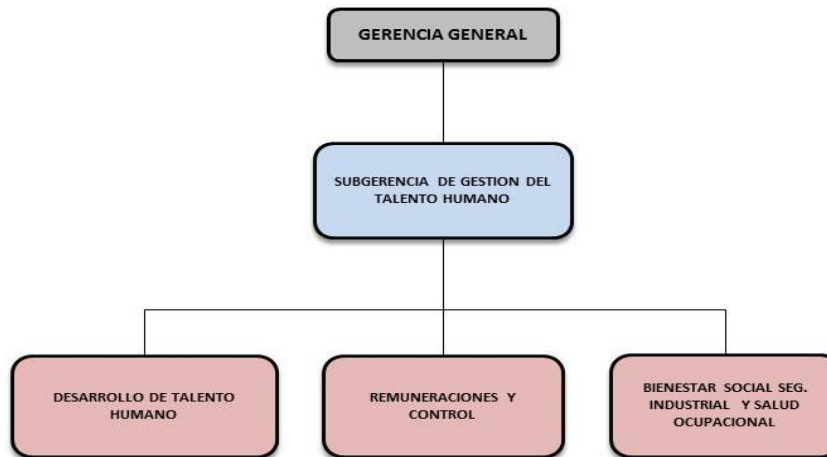 GERENCIA GENERAL
SUBGERENCIA DE GESTION DEL
TALENTO HUMANO
DESARROLLO DE TALENTO
HUMANO
REMUNERACIONES Y
CONTROL
BIENESTAR SOCIAL SEG.
INDUSTRIAL Y SALUD
OCUPACIONAL